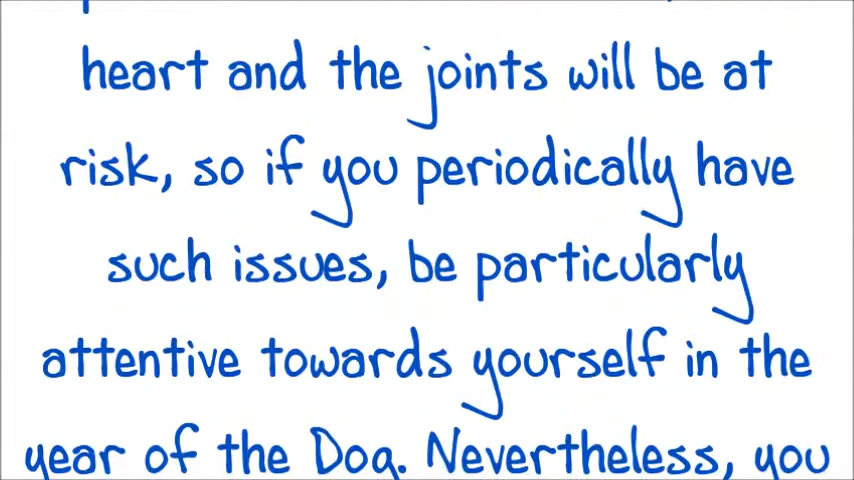 heart and the joints will be at
risk, so if you periodically have
such issues, be particularly
attentive towards yourself in the
year of the Dog. Nevertheless, you